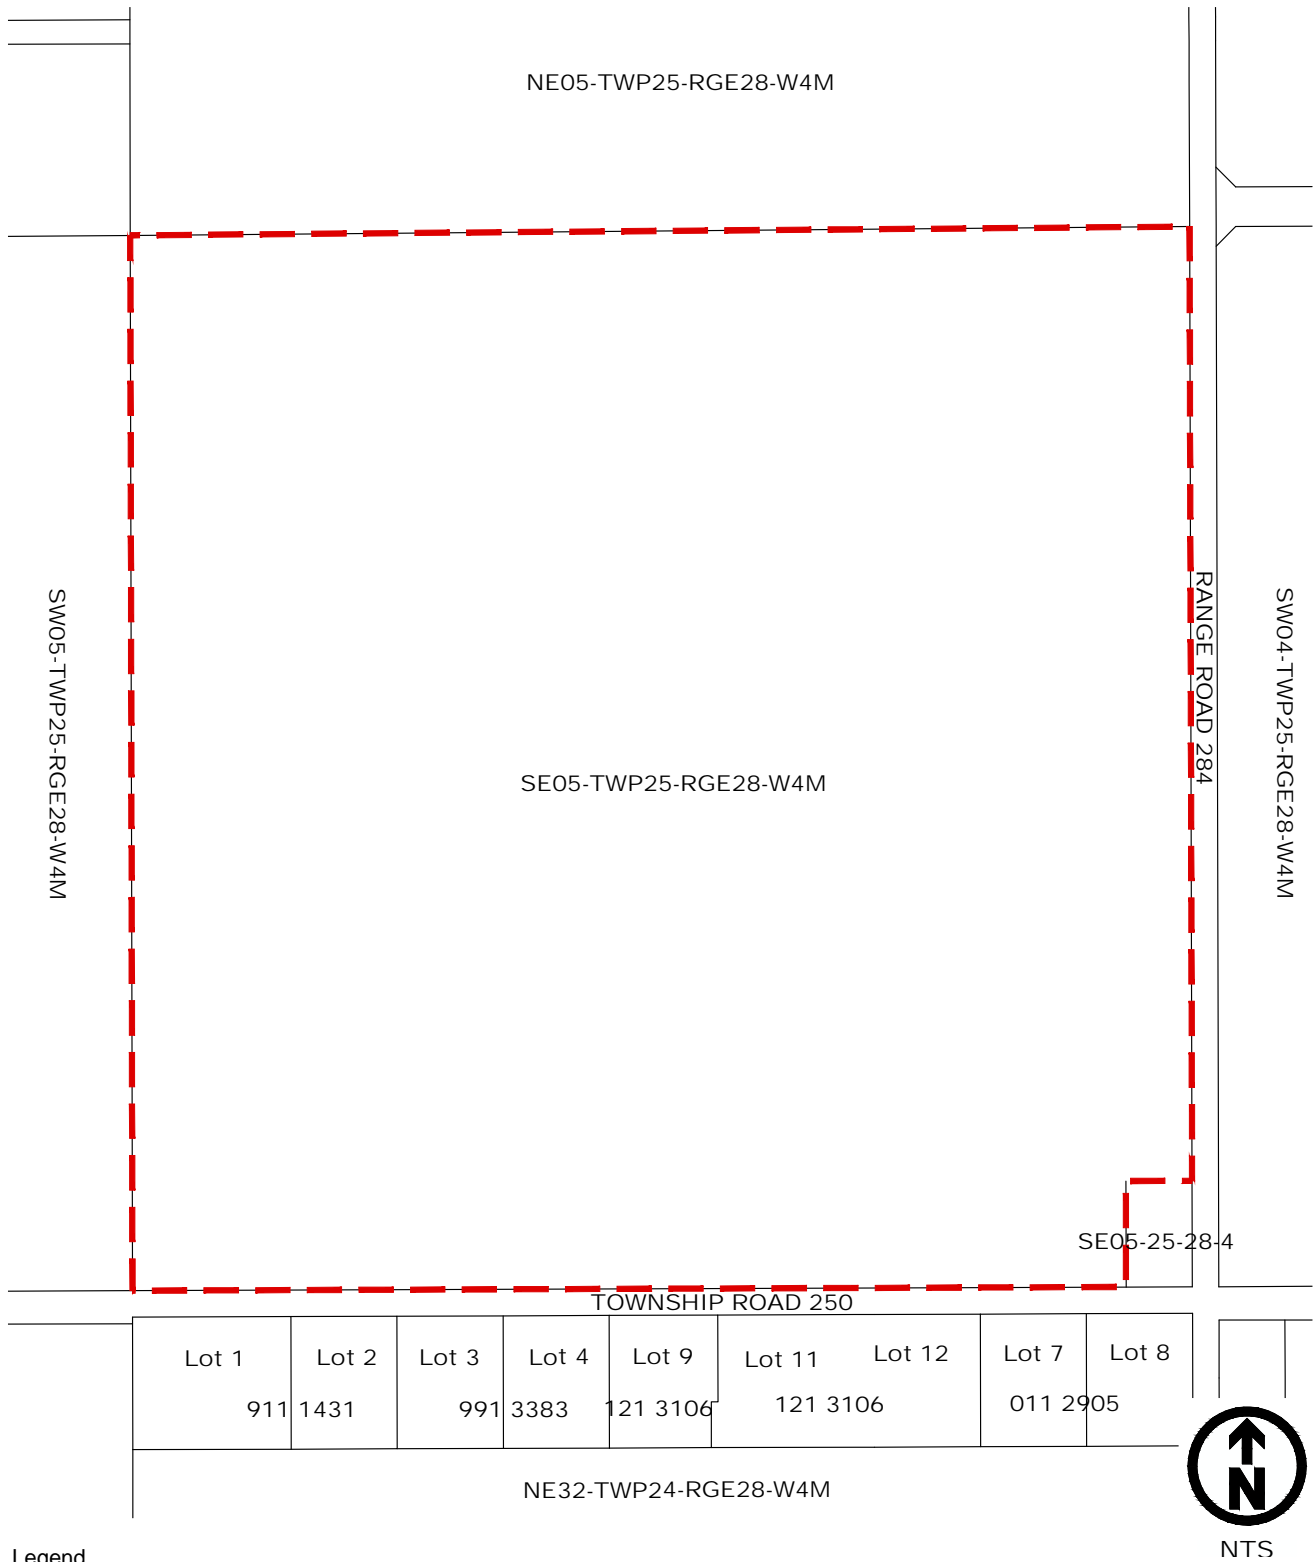 NE05-TWP25-RGE28-W4M
SW05-TWP25-RGE28-W4M
RANGE ROAD 284
SW04-TWP25-RGE28-W4M
SE05-TWP25-RGE28-W4M
SE05-25-28-4
TOWNSHIP ROAD 250
Lot 1 Lot 2 Lot 3 Lot 4 Lot 9 Lot 11 Lot 12 Lot 7 Lot 8
911 1431 991 3383 121 3106 121 3106 011 2905
NE32-TWP24-RGE28-W4M
N
NTS
Legend